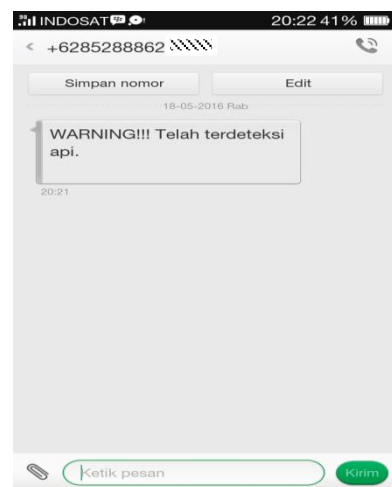 INDOSAT 20:22 41%
+6285288862
Simpan nomor Edit
18-05-2016 Rab
WARNING!!! Telah terdeteksi
api.
20:21
Ketik pesan Kirim